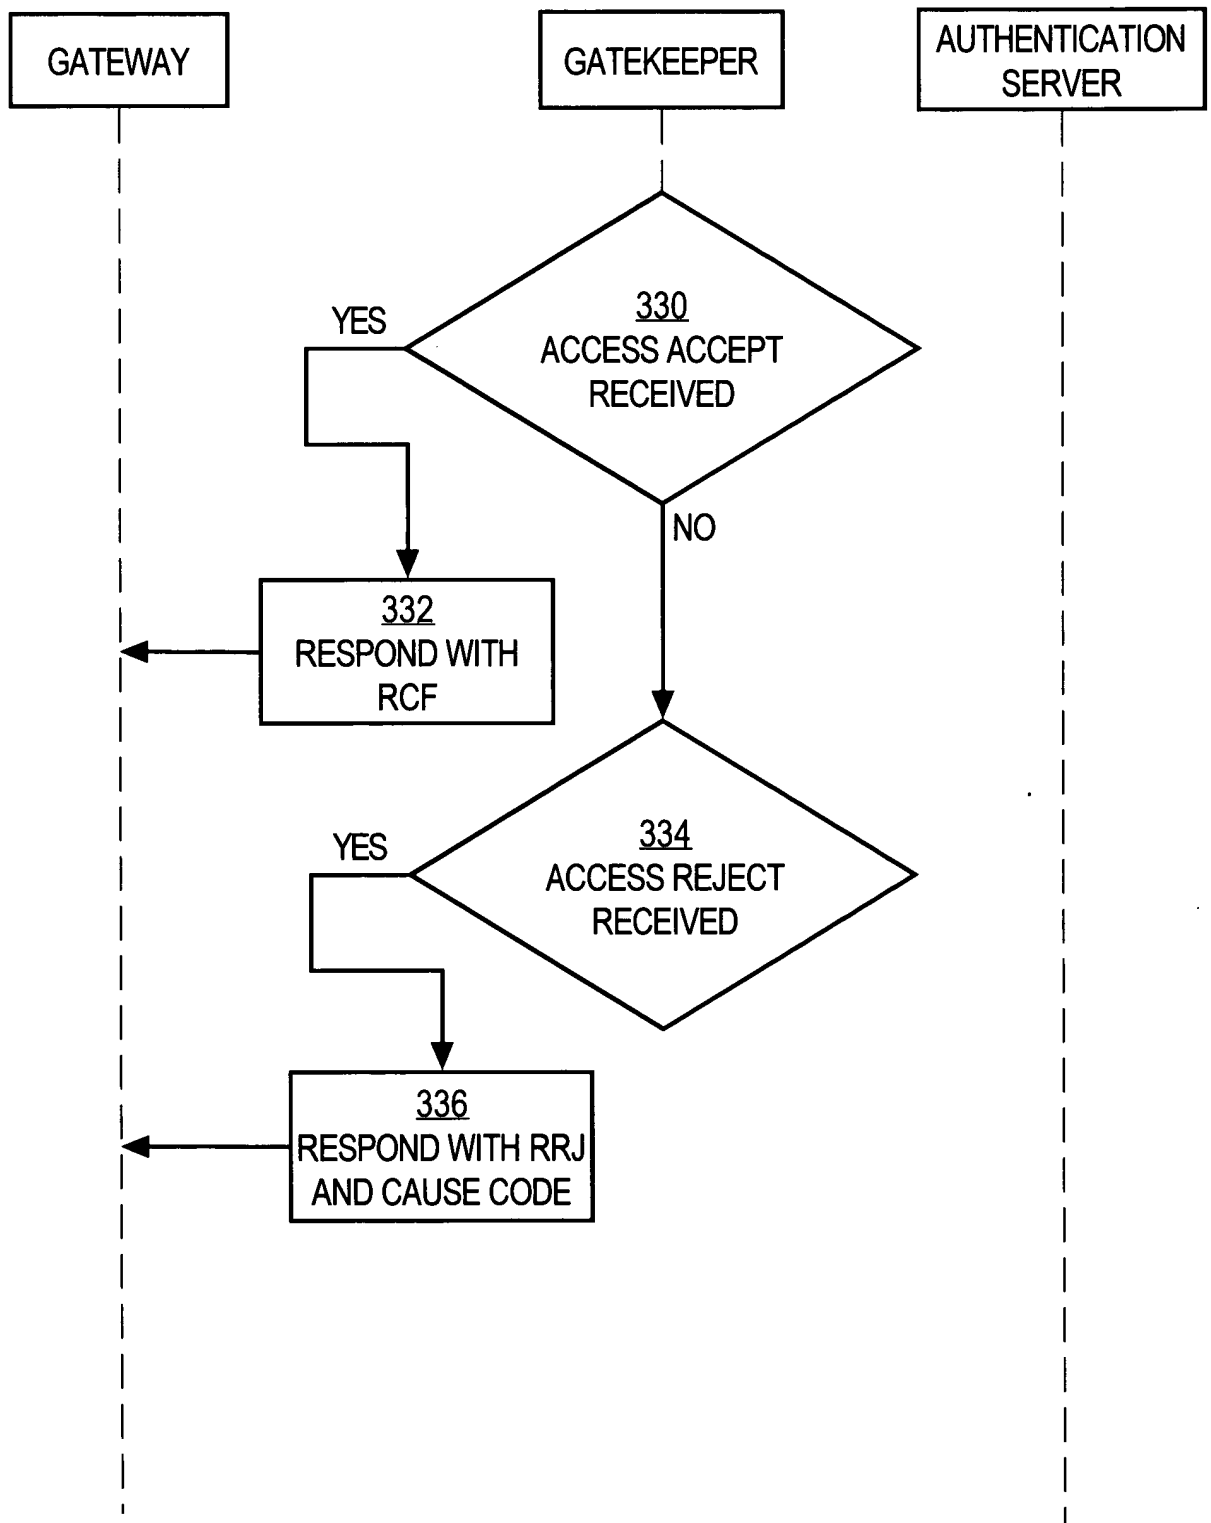 GATEWAY
GATEKEEPER
AUTHENTICATION
SERVER
330
ACCESS ACCEPT
RECEIVED
YES
NO
332
RESPOND WITH
RCF
334
ACCESS REJECT
RECEIVED
YES
336
RESPOND WITH RRJ
AND CAUSE CODE